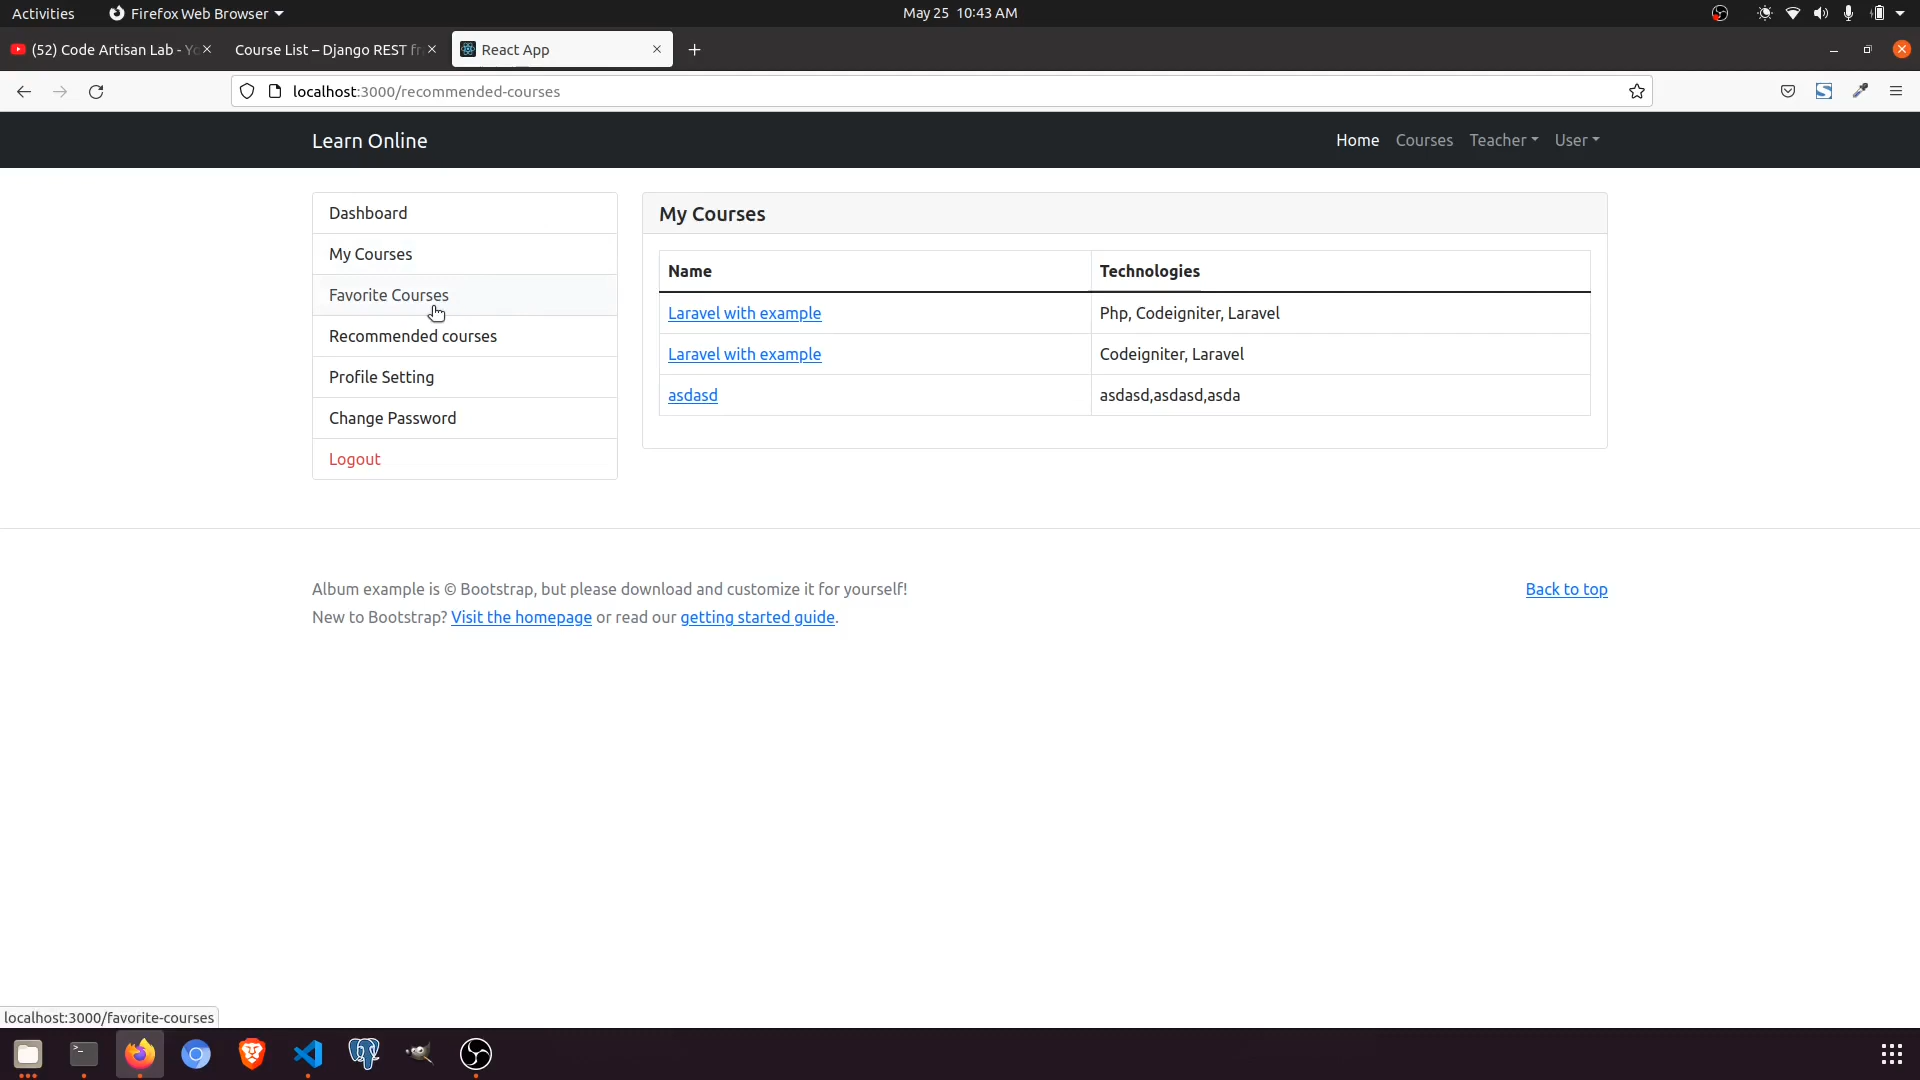 Activities
Firefox Web Browser
May 25 10:43 AM
(52) Code Artisan Lab - Yo
Course List – Django REST fr
React App
localhost:3000/recommended-courses
Learn Online
Home
Courses
Teacher
User
Dashboard
My Courses
Favorite Courses
Recommended courses
Profile Setting
Change Password
Logout
My Courses
Name
Technologies
Laravel with example
Php, Codeigniter, Laravel
Laravel with example
Codeigniter, Laravel
asdasd
asdasd,asdasd,asda
Album example is © Bootstrap, but please download and customize it for yourself!
Back to top
New to Bootstrap? Visit the homepage or read our getting started guide.
localhost:3000/favorite-courses